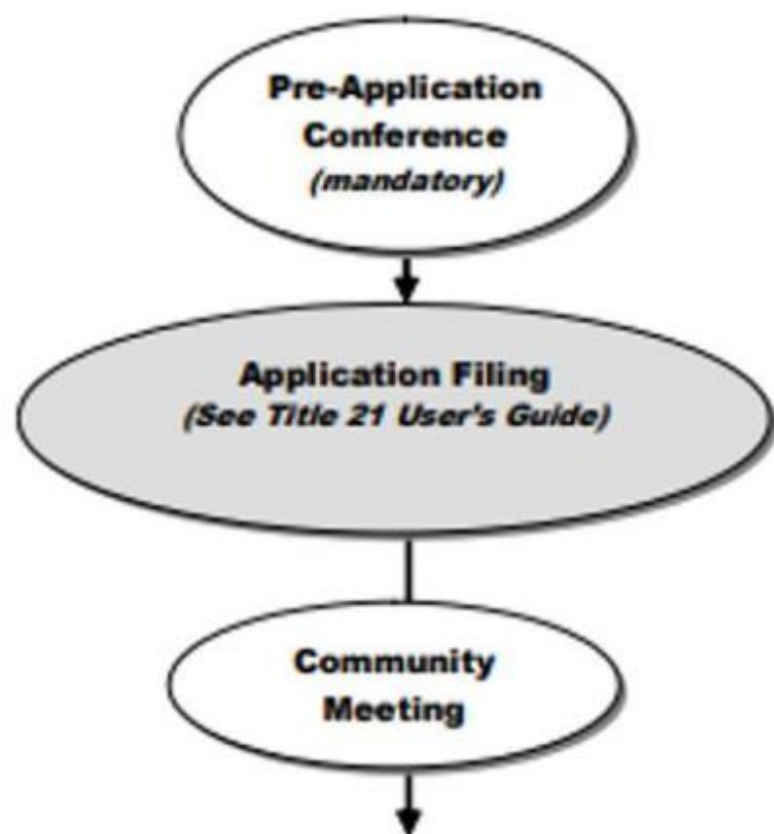 Pre-Application
Conference
(mandatory)
Application Filing
(See Title 21 User's Guide)
Community
Meeting